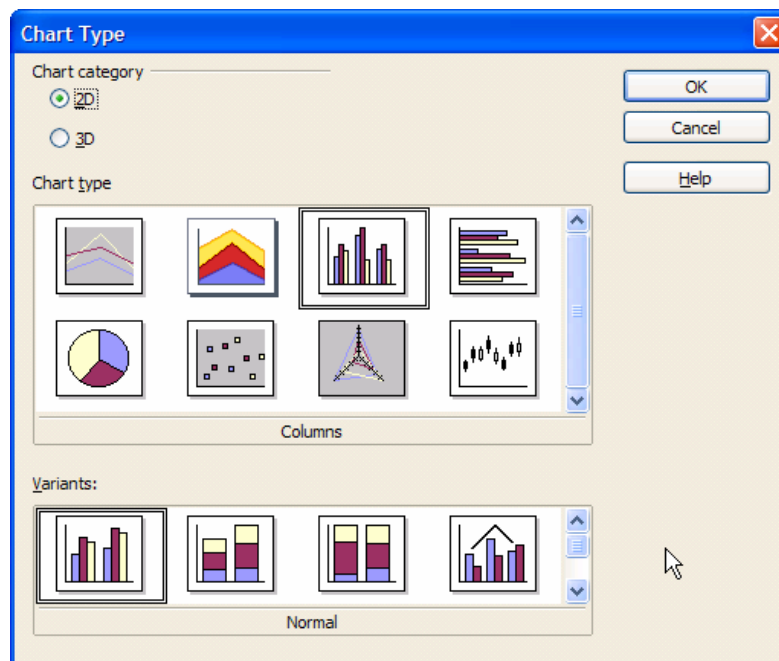 Chart Type
Chart category
2D
3D
OK
Cancel
Help
Chart type
Columns
Variants:
Normal